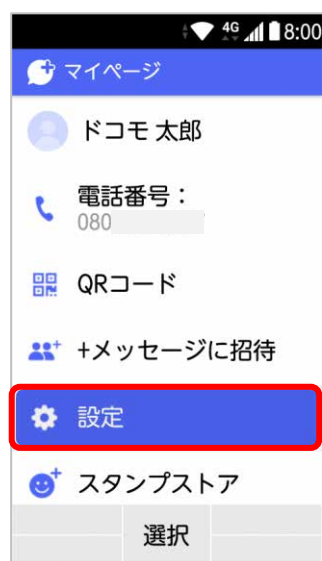 4G 8:00
マイページ
ドコモ 太郎
電話番号：
080
QRコード
+メッセージに招待
設定
スタンプストア
選択